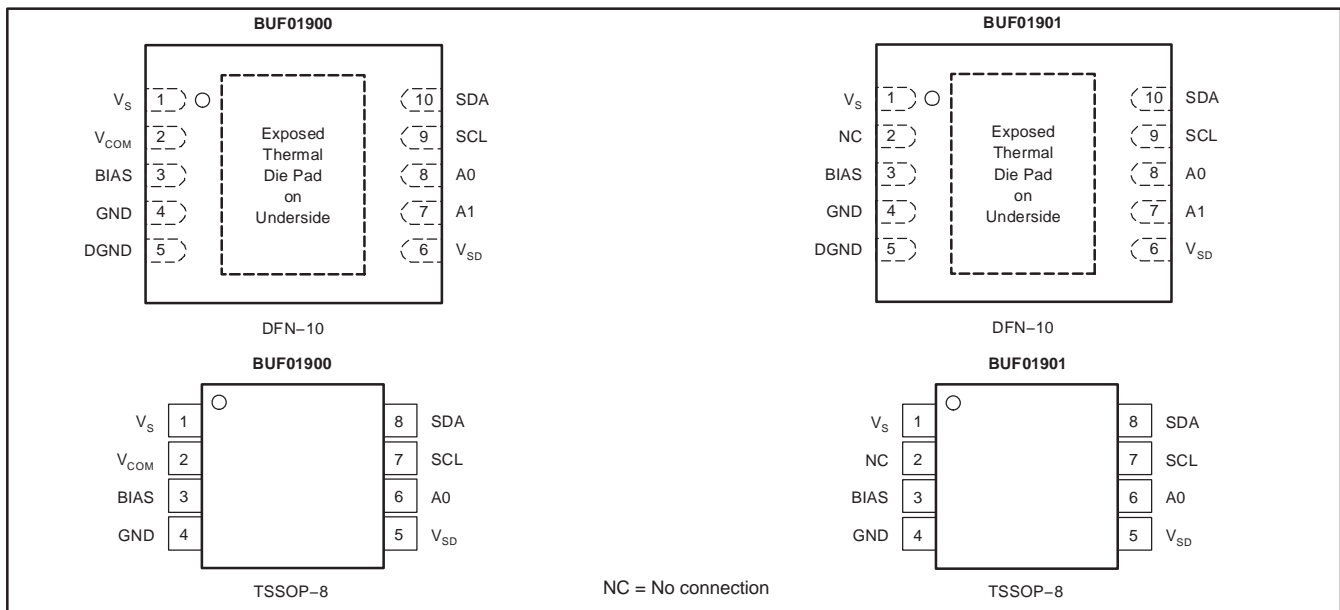 BUF01900
V_S 1 10 SDA
V_COM 2 9 SCL
BIAS 3 8 A0
GND 4 7 A1
DGND 5 6 V_SD
Exposed
Thermal
Die Pad
on
Underside
DFN−10
BUF01901
V_S 1 10 SDA
NC 2 9 SCL
BIAS 3 8 A0
GND 4 7 A1
DGND 5 6 V_SD
Exposed
Thermal
Die Pad
on
Underside
DFN−10
BUF01900
V_S 1 8 SDA
V_COM 2 7 SCL
BIAS 3 6 A0
GND 4 5 V_SD
TSSOP−8
BUF01901
V_S 1 8 SDA
NC 2 7 SCL
BIAS 3 6 A0
GND 4 5 V_SD
TSSOP−8
NC = No connection